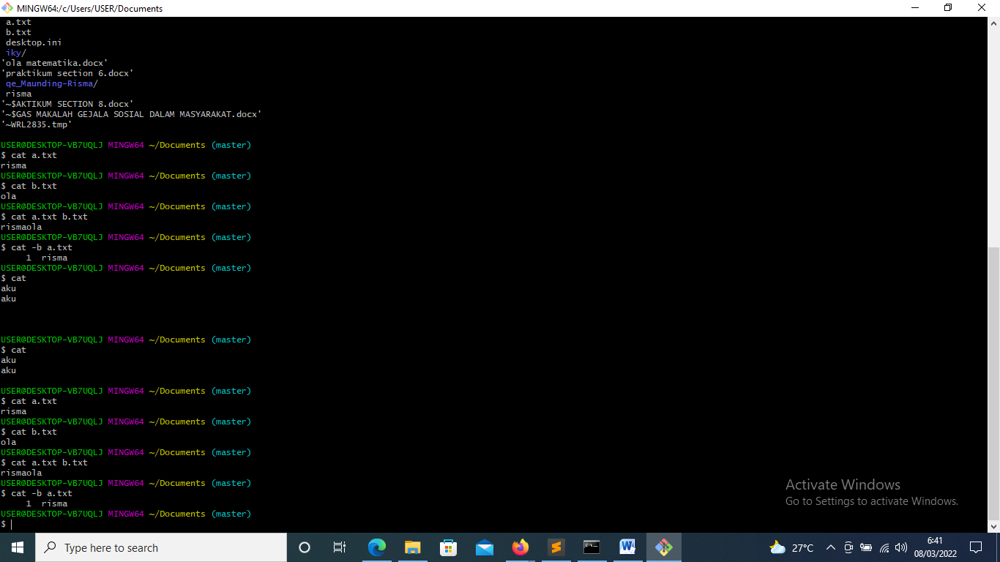 MINGW64:/c/Users/USER/Documents
a.txt
b.txt
desktop.ini
iky/
'ola matematika.docx'
'praktikum section 6.docx'
qe_Maunding-Risma/
risma
'~$AKTIKUM SECTION 8.docx'
'~$GAS MAKALAH GEJALA SOSIAL DALAM MASYARAKAT.docx'
'~WRL2835.tmp'
USER@DESKTOP-VB7UQLJ MINGW64 ~/Documents (master)
$ cat a.txt
risma
USER@DESKTOP-VB7UQLJ MINGW64 ~/Documents (master)
$ cat b.txt
ola
USER@DESKTOP-VB7UQLJ MINGW64 ~/Documents (master)
$ cat a.txt b.txt
rismaola
USER@DESKTOP-VB7UQLJ MINGW64 ~/Documents (master)
$ cat -b a.txt
1 risma
USER@DESKTOP-VB7UQLJ MINGW64 ~/Documents (master)
$ cat
aku
aku
USER@DESKTOP-VB7UQLJ MINGW64 ~/Documents (master)
$ cat
aku
aku
USER@DESKTOP-VB7UQLJ MINGW64 ~/Documents (master)
$ cat a.txt
risma
USER@DESKTOP-VB7UQLJ MINGW64 ~/Documents (master)
$ cat b.txt
ola
USER@DESKTOP-VB7UQLJ MINGW64 ~/Documents (master)
$ cat a.txt b.txt
rismaola
USER@DESKTOP-VB7UQLJ MINGW64 ~/Documents (master)
$ cat -b a.txt
1 risma
USER@DESKTOP-VB7UQLJ MINGW64 ~/Documents (master)
$
Activate Windows
Go to Settings to activate Windows.
Type here to search
27°C
6:41
08/03/2022